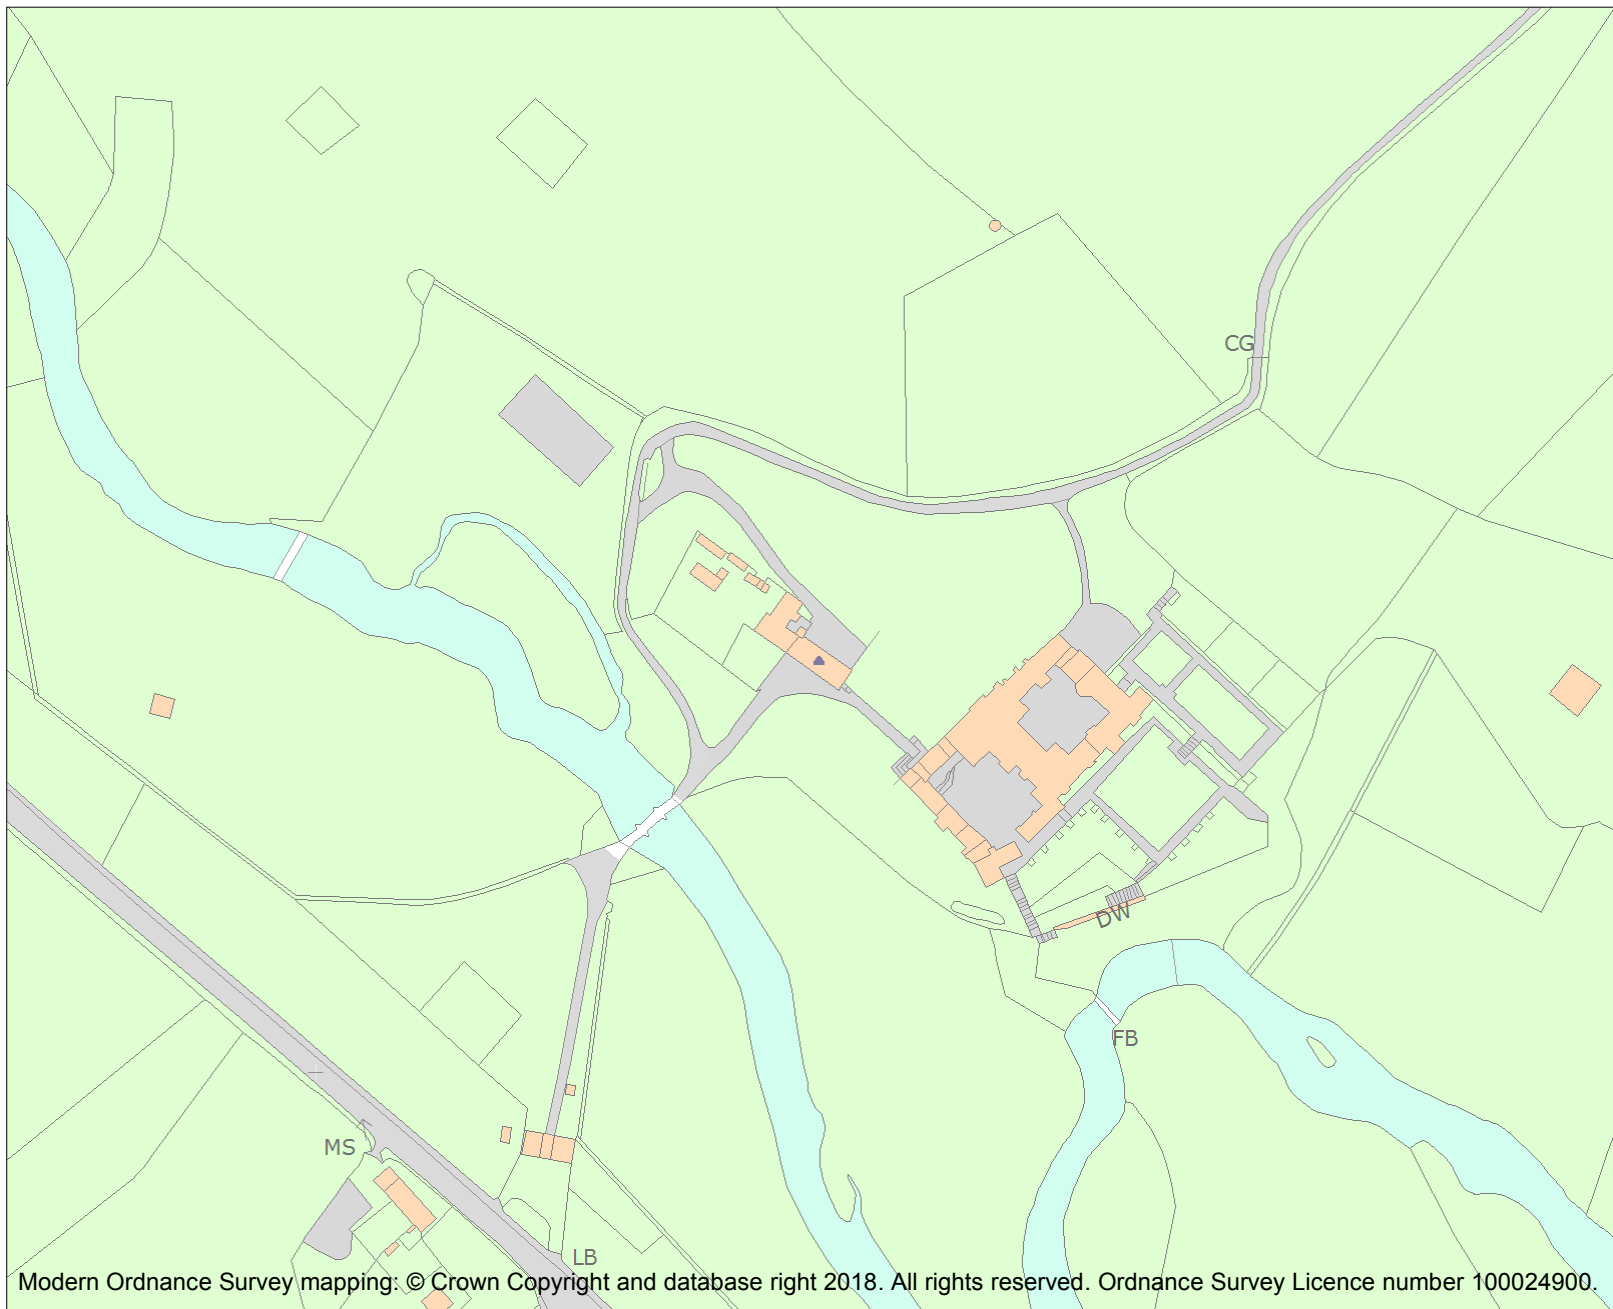 CG
DW
FB
MS
LB
Modern Ordnance Survey mapping: © Crown Copyright and database right 2018. All rights reserved. Ordnance Survey Licence number 100024900.